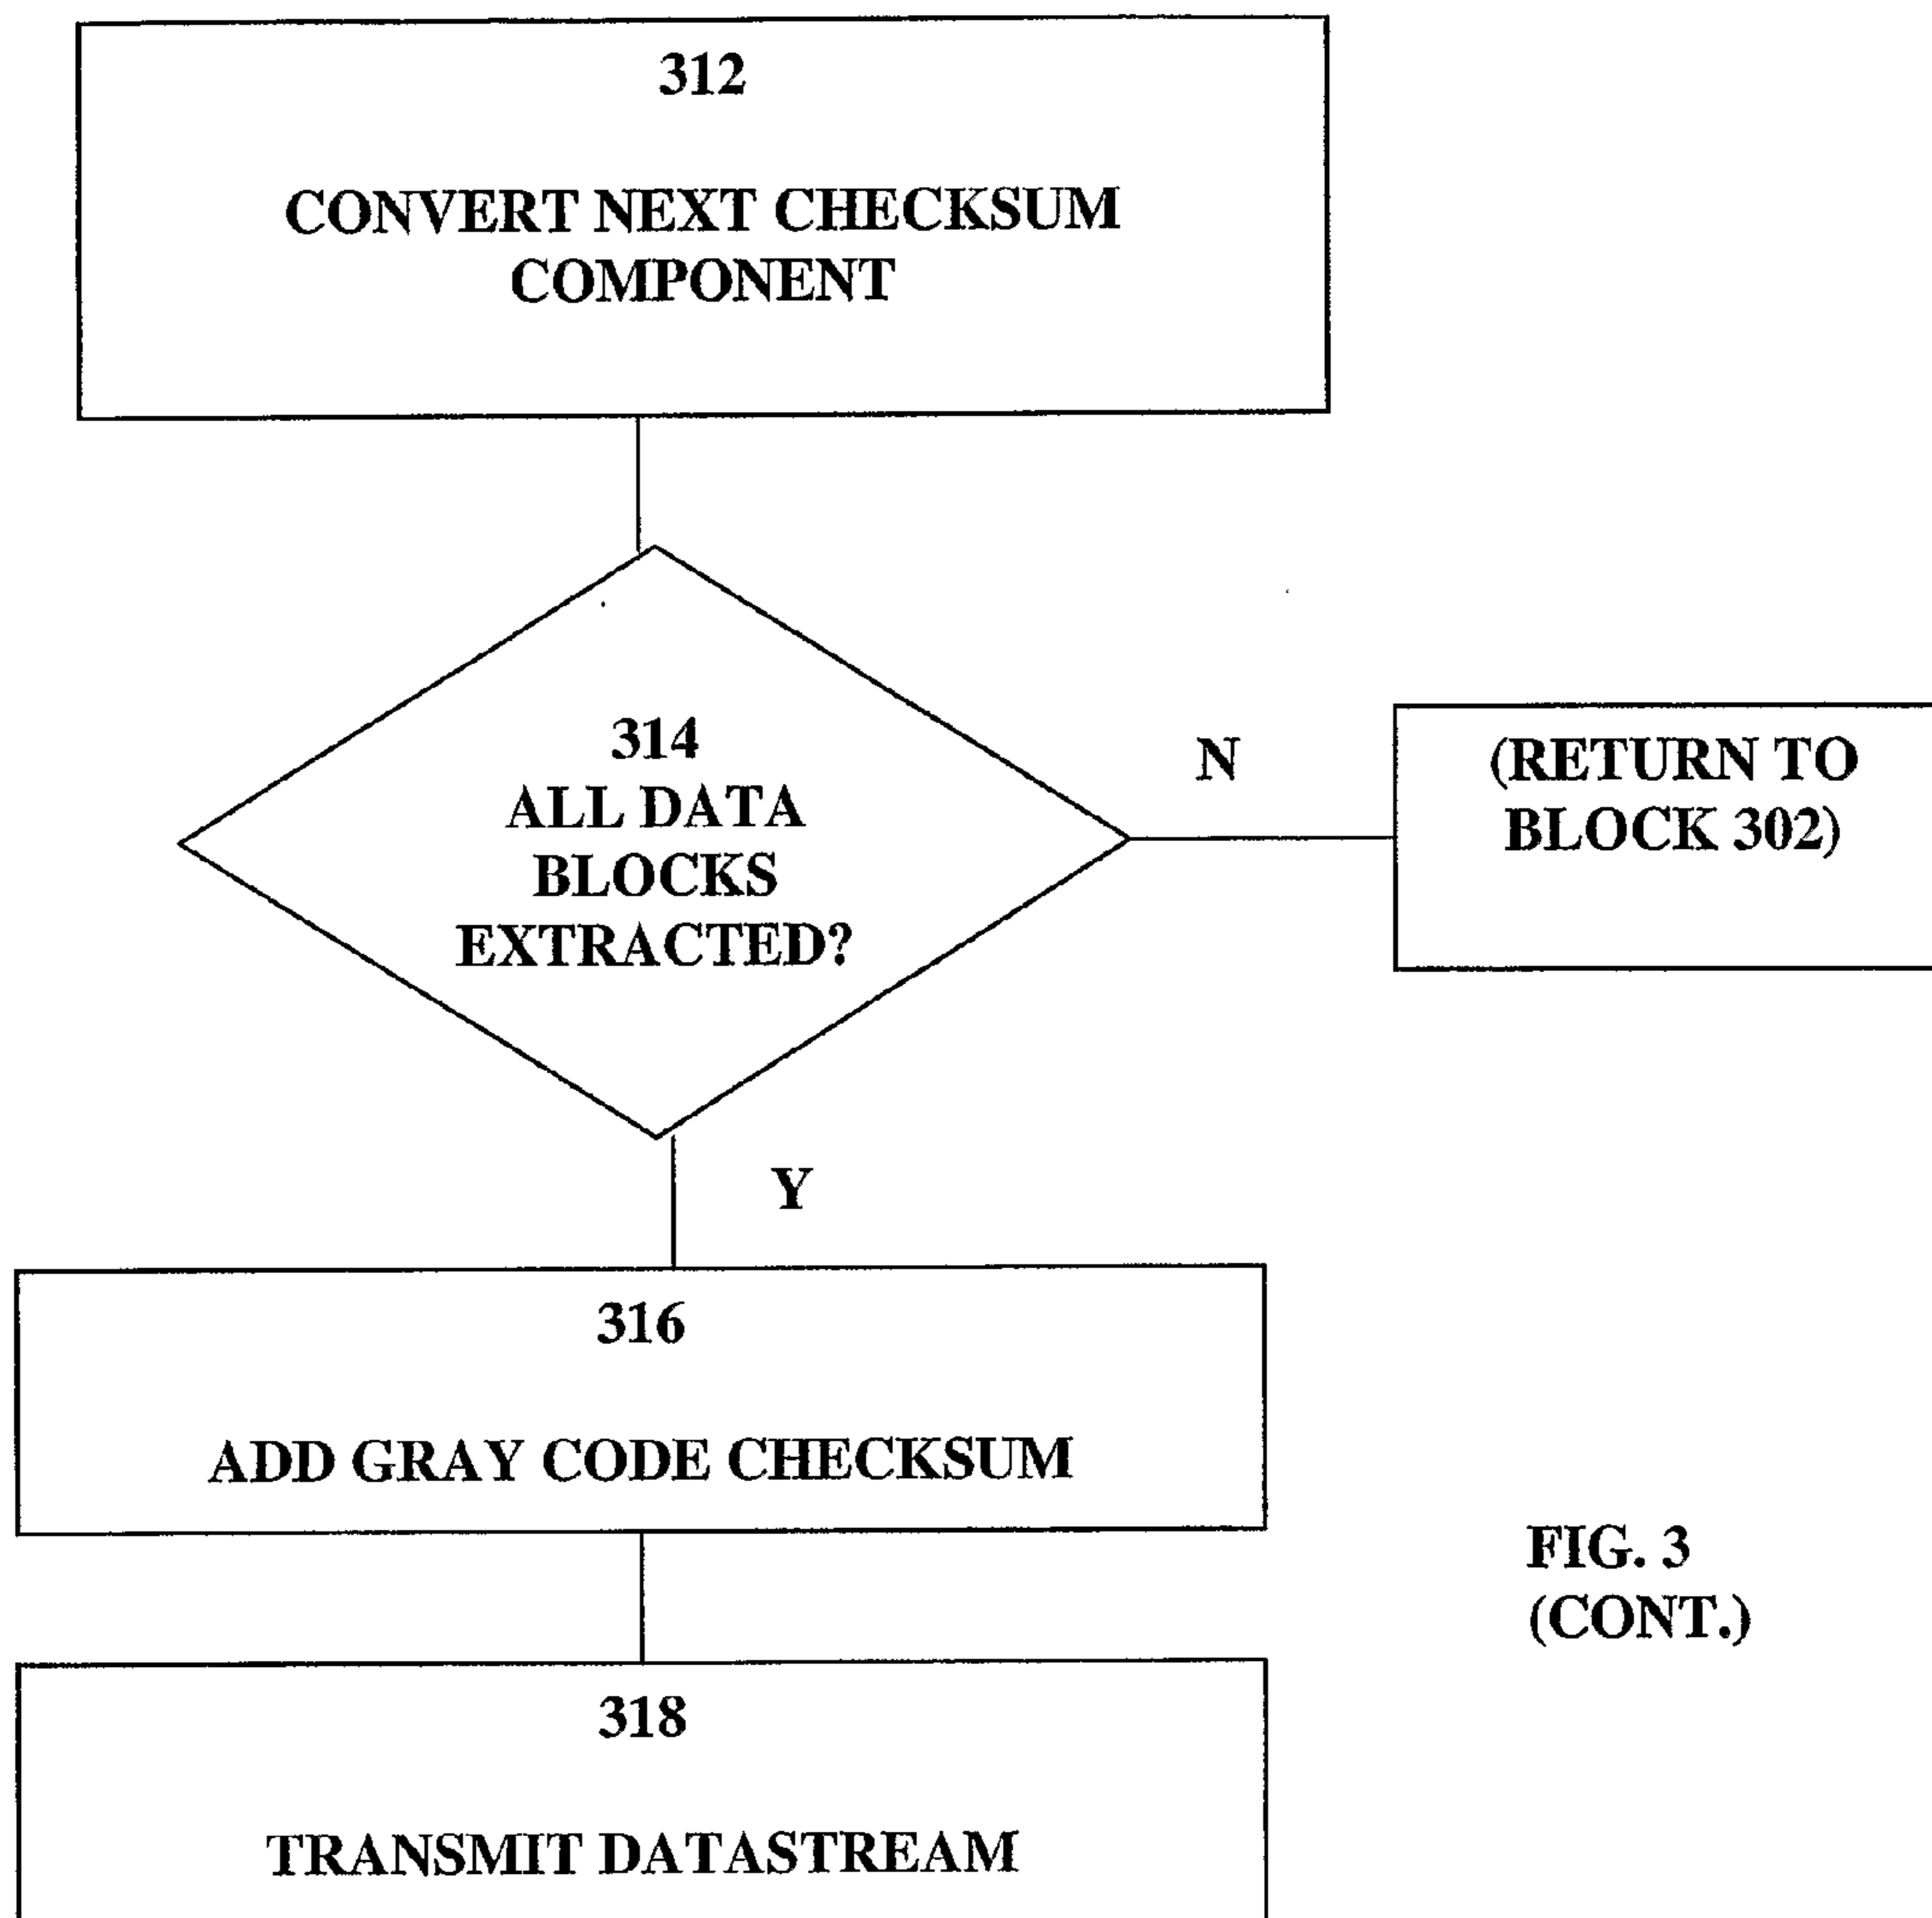 312
CONVERT NEXT CHECKSUM
COMPONENT
314
ALL DATA
BLOCKS
EXTRACTED?
N
(RETURN TO
BLOCK 302)
Y
316
ADD GRAY CODE CHECKSUM
318
TRANSMIT DATASTREAM
FIG. 3
(CONT.)